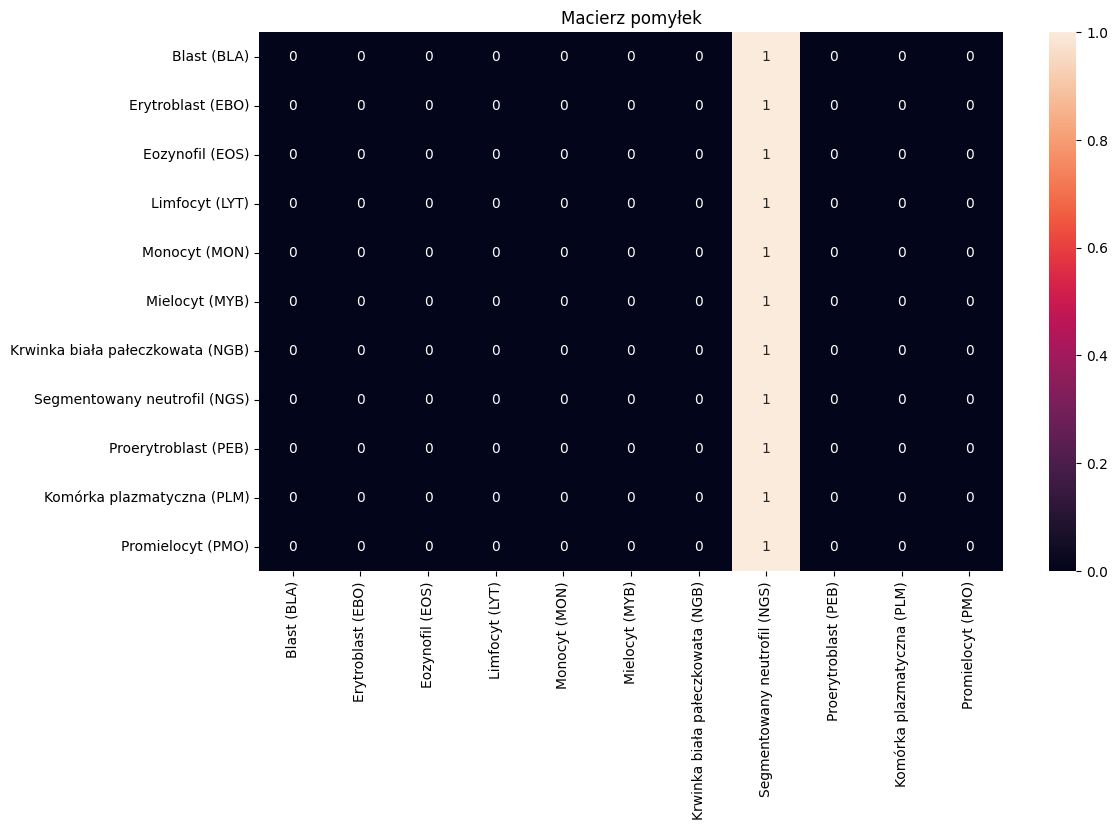 Macierz pomyłek
Blast (BLA) 0 0 0 0 0 0 0 1 0 0 0
Erytroblast (EBO) 0 0 0 0 0 0 0 1 0 0 0
Eozynofil (EOS) 0 0 0 0 0 0 0 1 0 0 0
Limfocyt (LYT) 0 0 0 0 0 0 0 1 0 0 0
Monocyt (MON) 0 0 0 0 0 0 0 1 0 0 0
Mielocyt (MYB) 0 0 0 0 0 0 0 1 0 0 0
Krwinka biała pałeczkowata (NGB) 0 0 0 0 0 0 0 1 0 0 0
Segmentowany neutrofil (NGS) 0 0 0 0 0 0 0 1 0 0 0
Proerytroblast (PEB) 0 0 0 0 0 0 0 1 0 0 0
Komórka plazmatyczna (PLM) 0 0 0 0 0 0 0 1 0 0 0
Promielocyt (PMO) 0 0 0 0 0 0 0 1 0 0 0
Blast (BLA)
Erytroblast (EBO)
Eozynofil (EOS)
Limfocyt (LYT)
Monocyt (MON)
Mielocyt (MYB)
Krwinka biała pałeczkowata (NGB)
Segmentowany neutrofil (NGS)
Proerytroblast (PEB)
Komórka plazmatyczna (PLM)
Promielocyt (PMO)
1.0
0.8
0.6
0.4
0.2
0.0